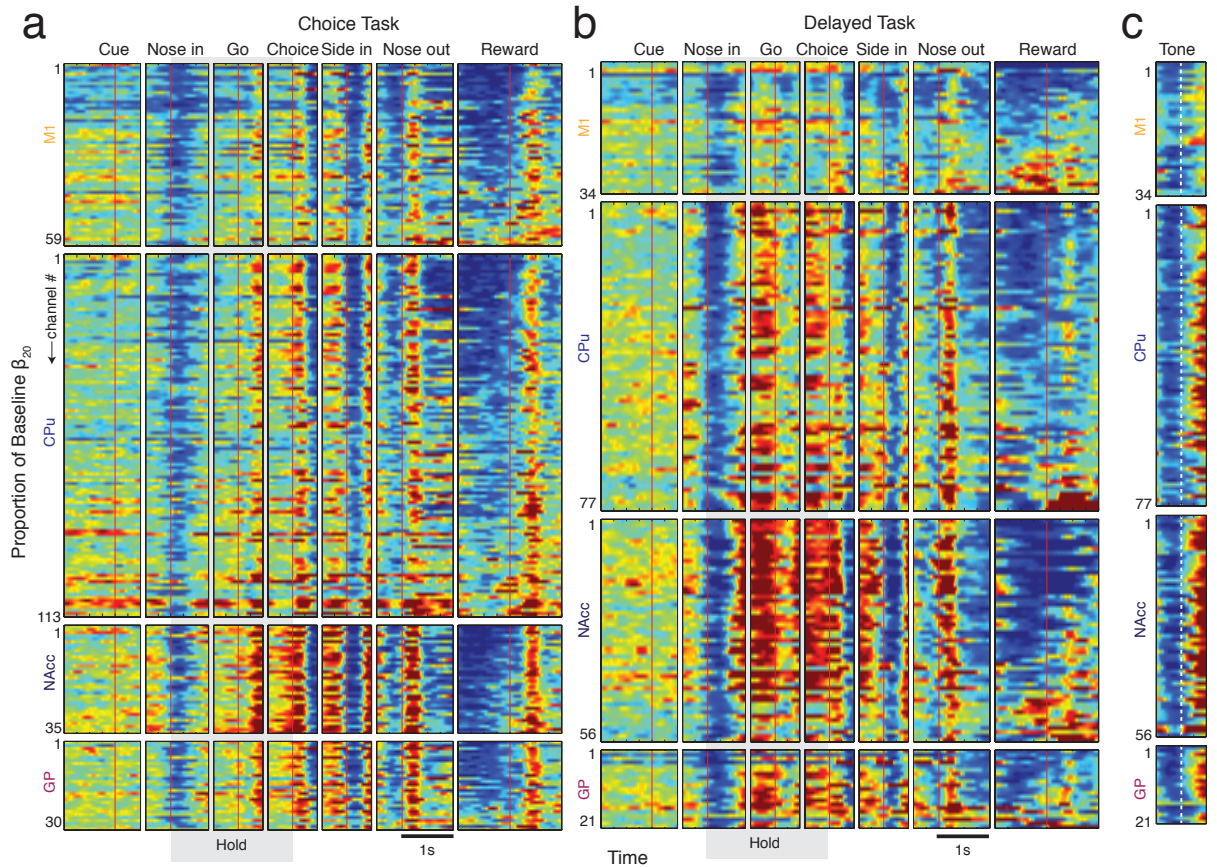 a
Choice Task
Cue Nose in Go Choice Side in Nose out Reward
1
M1
59
1
channel #
CPu
113
1
NAcc
35
1
GP
30
Proportion of Baseline β20
Hold
1s
b
Delayed Task
Cue Nose in Go Choice Side in Nose out Reward
1
M1
34
1
CPu
77
1
NAcc
56
1
GP
21
Hold
1s
Time
c
Tone
1
M1
34
1
CPu
77
1
NAcc
56
1
GP
21